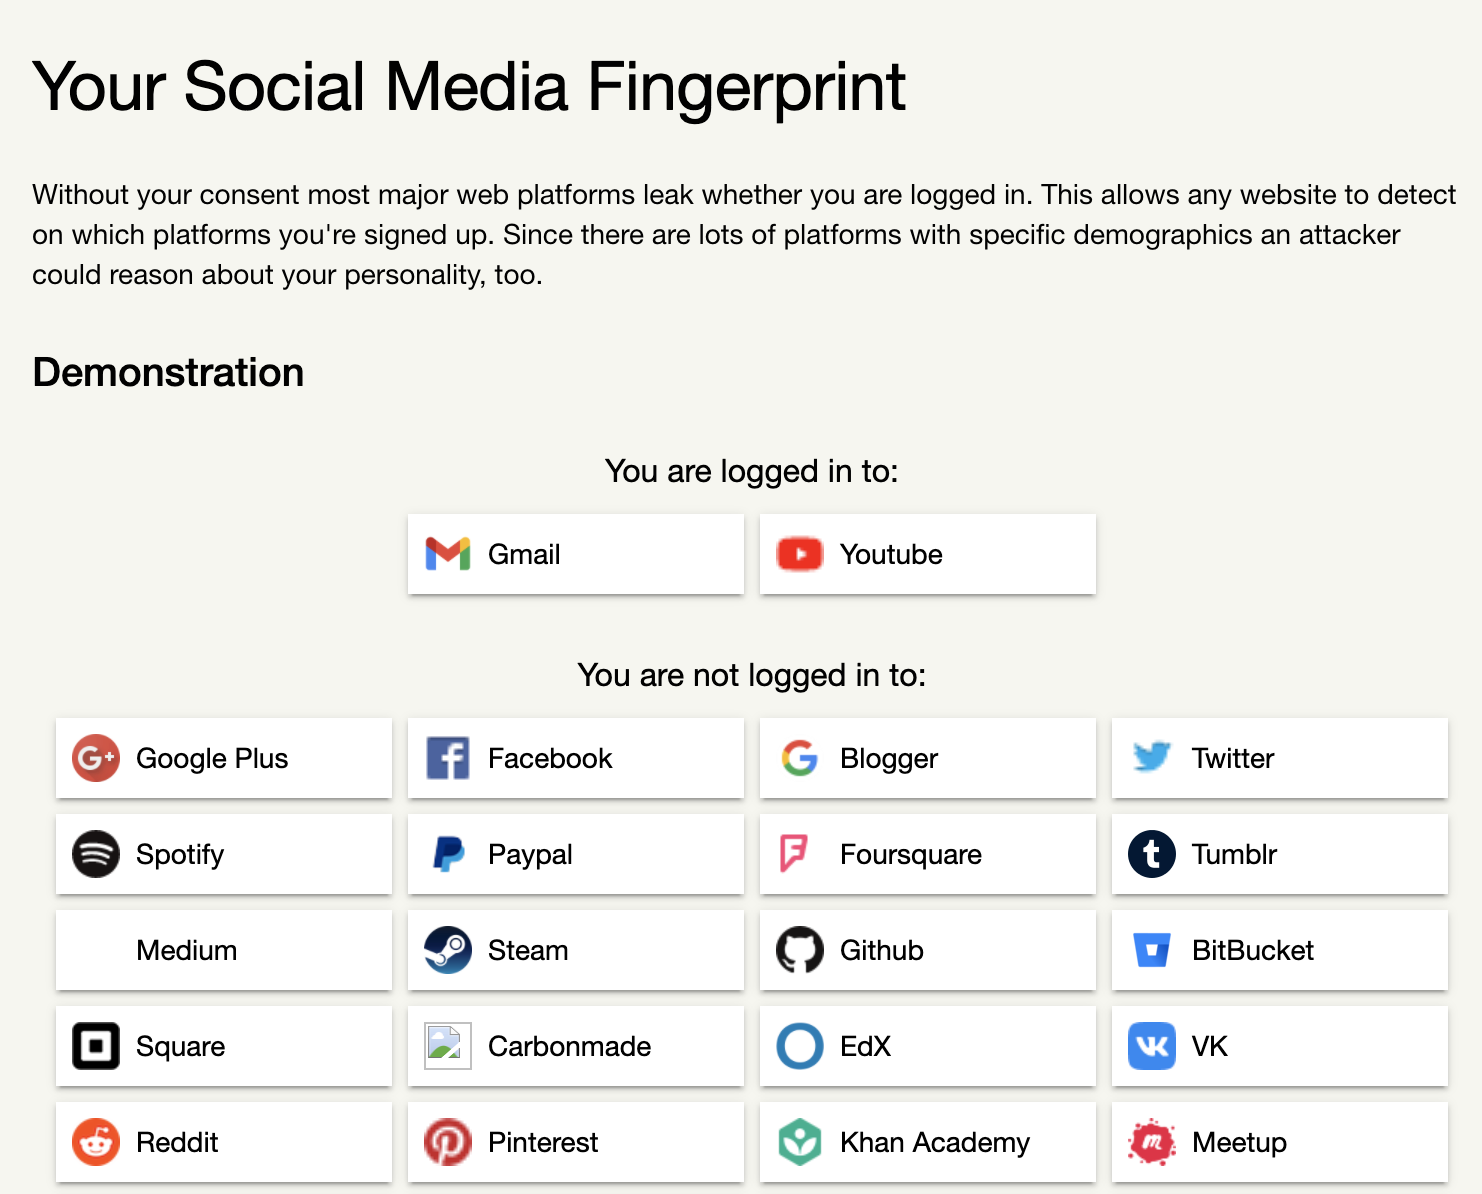 Your Social Media Fingerprint
Without your consent most major web platforms leak whether you are logged in. This allows any website to detect
on which platforms you're signed up. Since there are lots of platforms with specific demographics an attacker
could reason about your personality, too.
Demonstration
You are logged in to:
Gmail Youtube
You are not logged in to:
Google Plus Facebook Blogger Twitter
Spotify Paypal Foursquare Tumblr
Medium Steam Github BitBucket
Square Carbonmade EdX VK
Reddit Pinterest Khan Academy Meetup